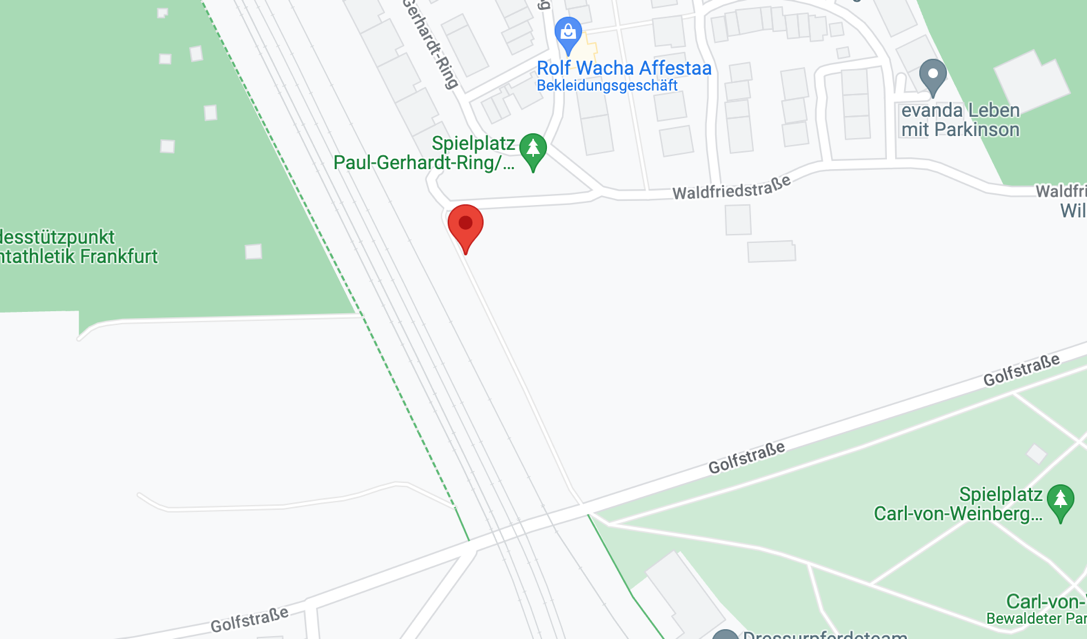 Gerhardt-Ring
Rolf Wacha Affestaa
Bekleidungsgeschäft
evanda Leben
mit Parkinson
Spielplatz
Paul-Gerhardt-Ring/...
Waldfriedstraße
Waldfri
Wil
desstützpunkt
ntathletik Frankfurt
Golfstraße
Golfstraße
Spielplatz
Carl-von-Weinberg...
Carl-von-
Bewaldeter Par
Golfstraße
Dressurpferdeteam